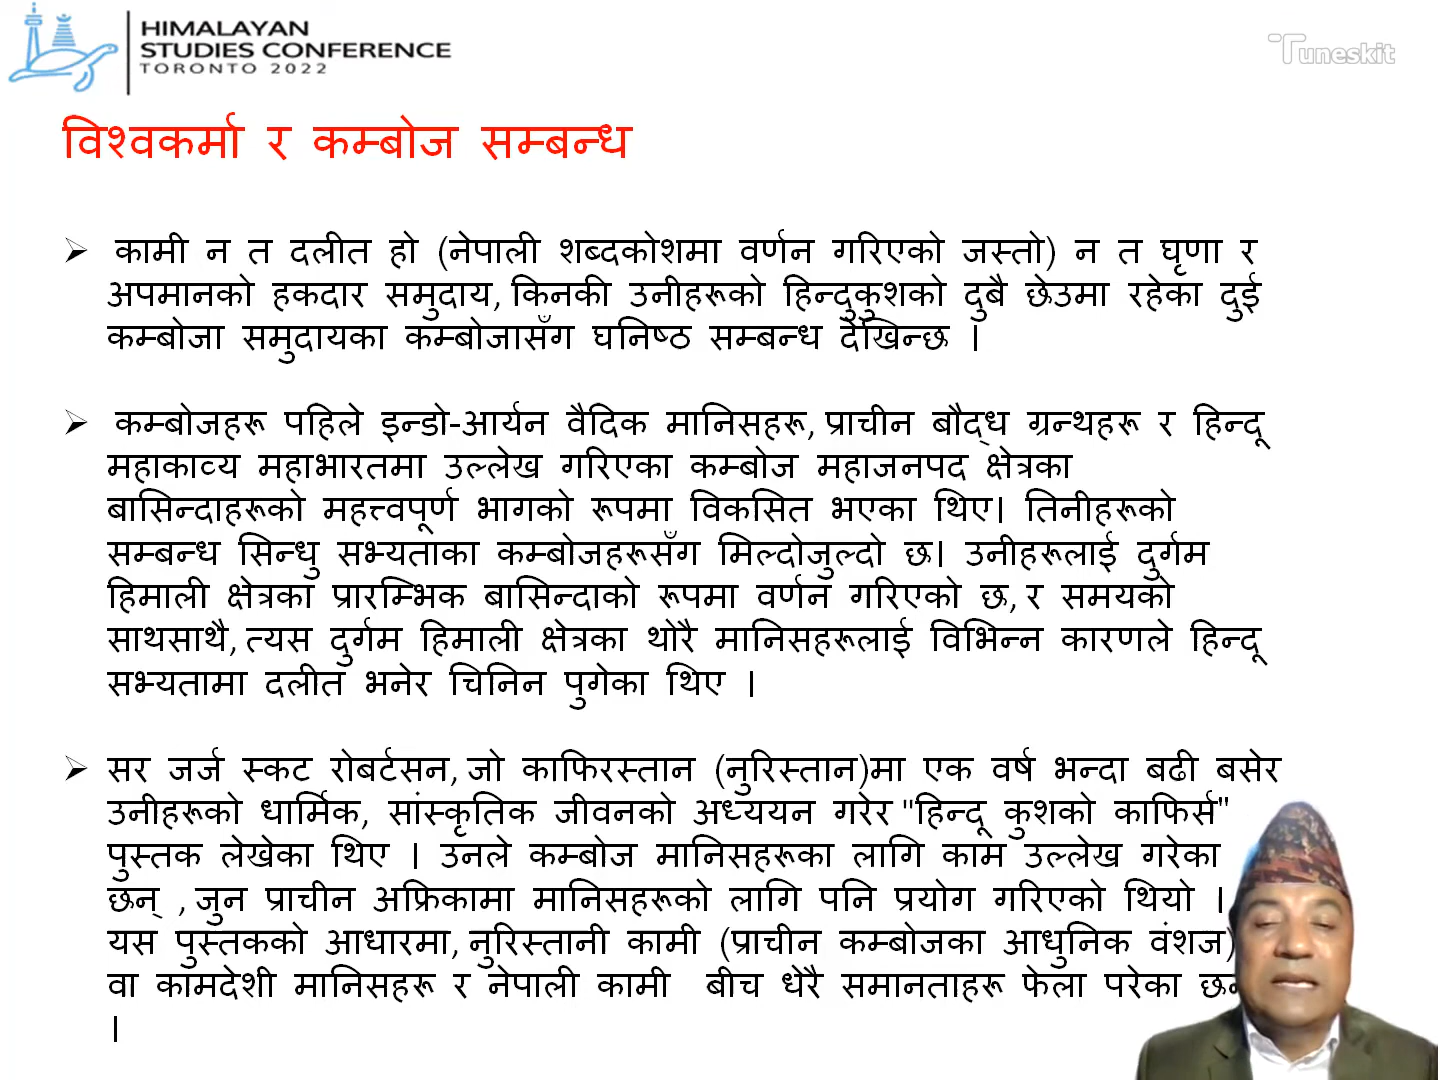 HIMALAYAN
STUDIES CONFERENCE
TORONTO 2022
Tuneskit
विश्वकर्मा र कम्बोज सम्बन्ध
➢ कामी न त दलीत हो (नेपाली शब्दकोशमा वर्णन गरिएको जस्तो) न त घृणा र
अपमानको हकदार समुदाय, किनकी उनीहरूको हिन्दुकुशको दुबै छेउमा रहेका दुई
कम्बोजा समुदायका कम्बोजासँग घनिष्ठ सम्बन्ध देखिन्छ ।
➢ कम्बोजहरू पहिले इन्डो-आर्यन वैदिक मानिसहरू, प्राचीन बौद्ध ग्रन्थहरू र हिन्दू
महाकाव्य महाभारतमा उल्लेख गरिएका कम्बोज महाजनपद क्षेत्रका
बासिन्दाहरूको महत्त्वपूर्ण भागको रूपमा विकसित भएका थिए। तिनीहरूको
सम्बन्ध सिन्धु सभ्यताका कम्बोजहरूसँग मिल्दोजुल्दो छ। उनीहरूलाई दुर्गम
हिमाली क्षेत्रका प्रारम्भिक बासिन्दाको रूपमा वर्णन गरिएको छ, र समयको
साथसाथै, त्यस दुर्गम हिमाली क्षेत्रका थोरै मानिसहरूलाई विभिन्न कारणले हिन्दू
सभ्यतामा दलीत भनेर चिनिन पुगेका थिए ।
➢ सर जर्ज स्कट रोबर्टसन, जो काफिरस्तान (नुरिस्तान)मा एक वर्ष भन्दा बढी बसेर
उनीहरूको धार्मिक, सांस्कृतिक जीवनको अध्ययन गरेर "हिन्दू कुशको काफिर्स"
पुस्तक लेखेका थिए । उनले कम्बोज मानिसहरूका लागि काम उल्लेख गरेका
छन् , जुन प्राचीन अफ्रिकामा मानिसहरूको लागि पनि प्रयोग गरिएको थियो ।
यस पुस्तकको आधारमा, नुरिस्तानी कामी (प्राचीन कम्बोजका आधुनिक वंशज)
वा कामदेशी मानिसहरू र नेपाली कामी बीच धेरै समानताहरू फेला परेका
।